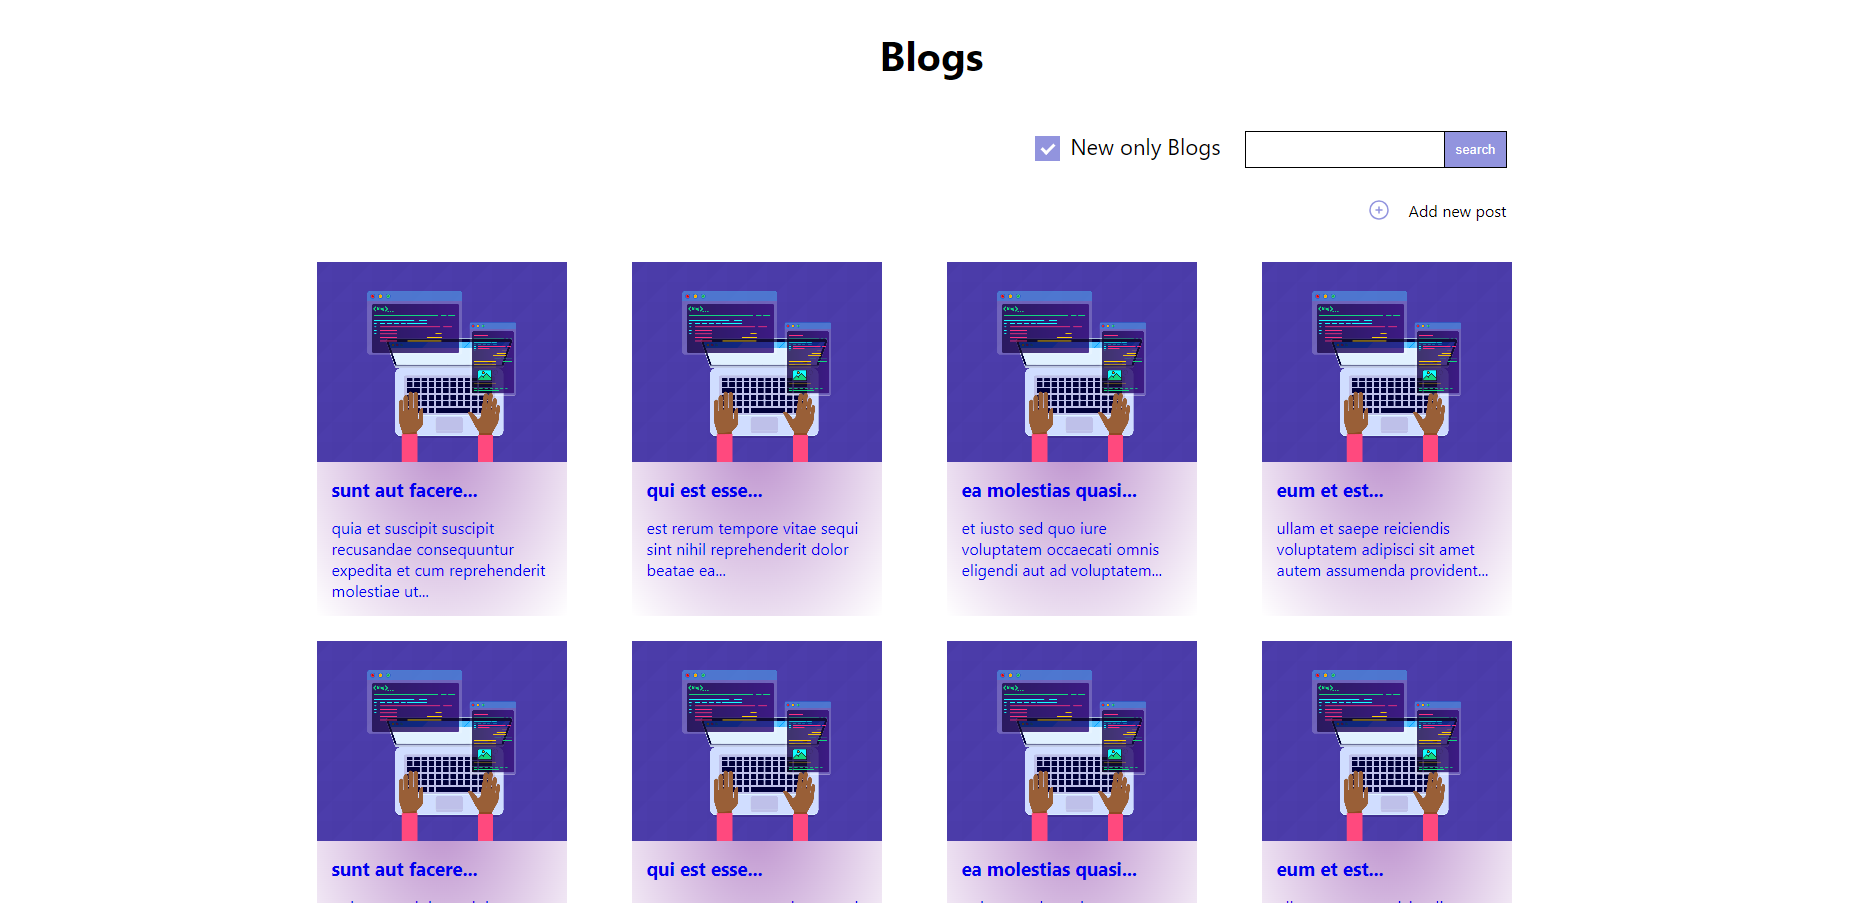 Blogs
New only Blogs
search
Add new post
sunt aut facere...
quia et suscipit suscipit
recusandae consequuntur
expedita et cum reprehenderit
molestiae ut...
qui est esse...
est rerum tempore vitae sequi
sint nihil reprehenderit dolor
beatae ea...
ea molestias quasi...
et iusto sed quo iure
voluptatem occaecati omnis
eligendi aut ad voluptatem...
eum et est...
ullam et saepe reiciendis
voluptatem adipisci sit amet
autem assumenda provident...
sunt aut facere...
qui est esse...
ea molestias quasi...
eum et est...